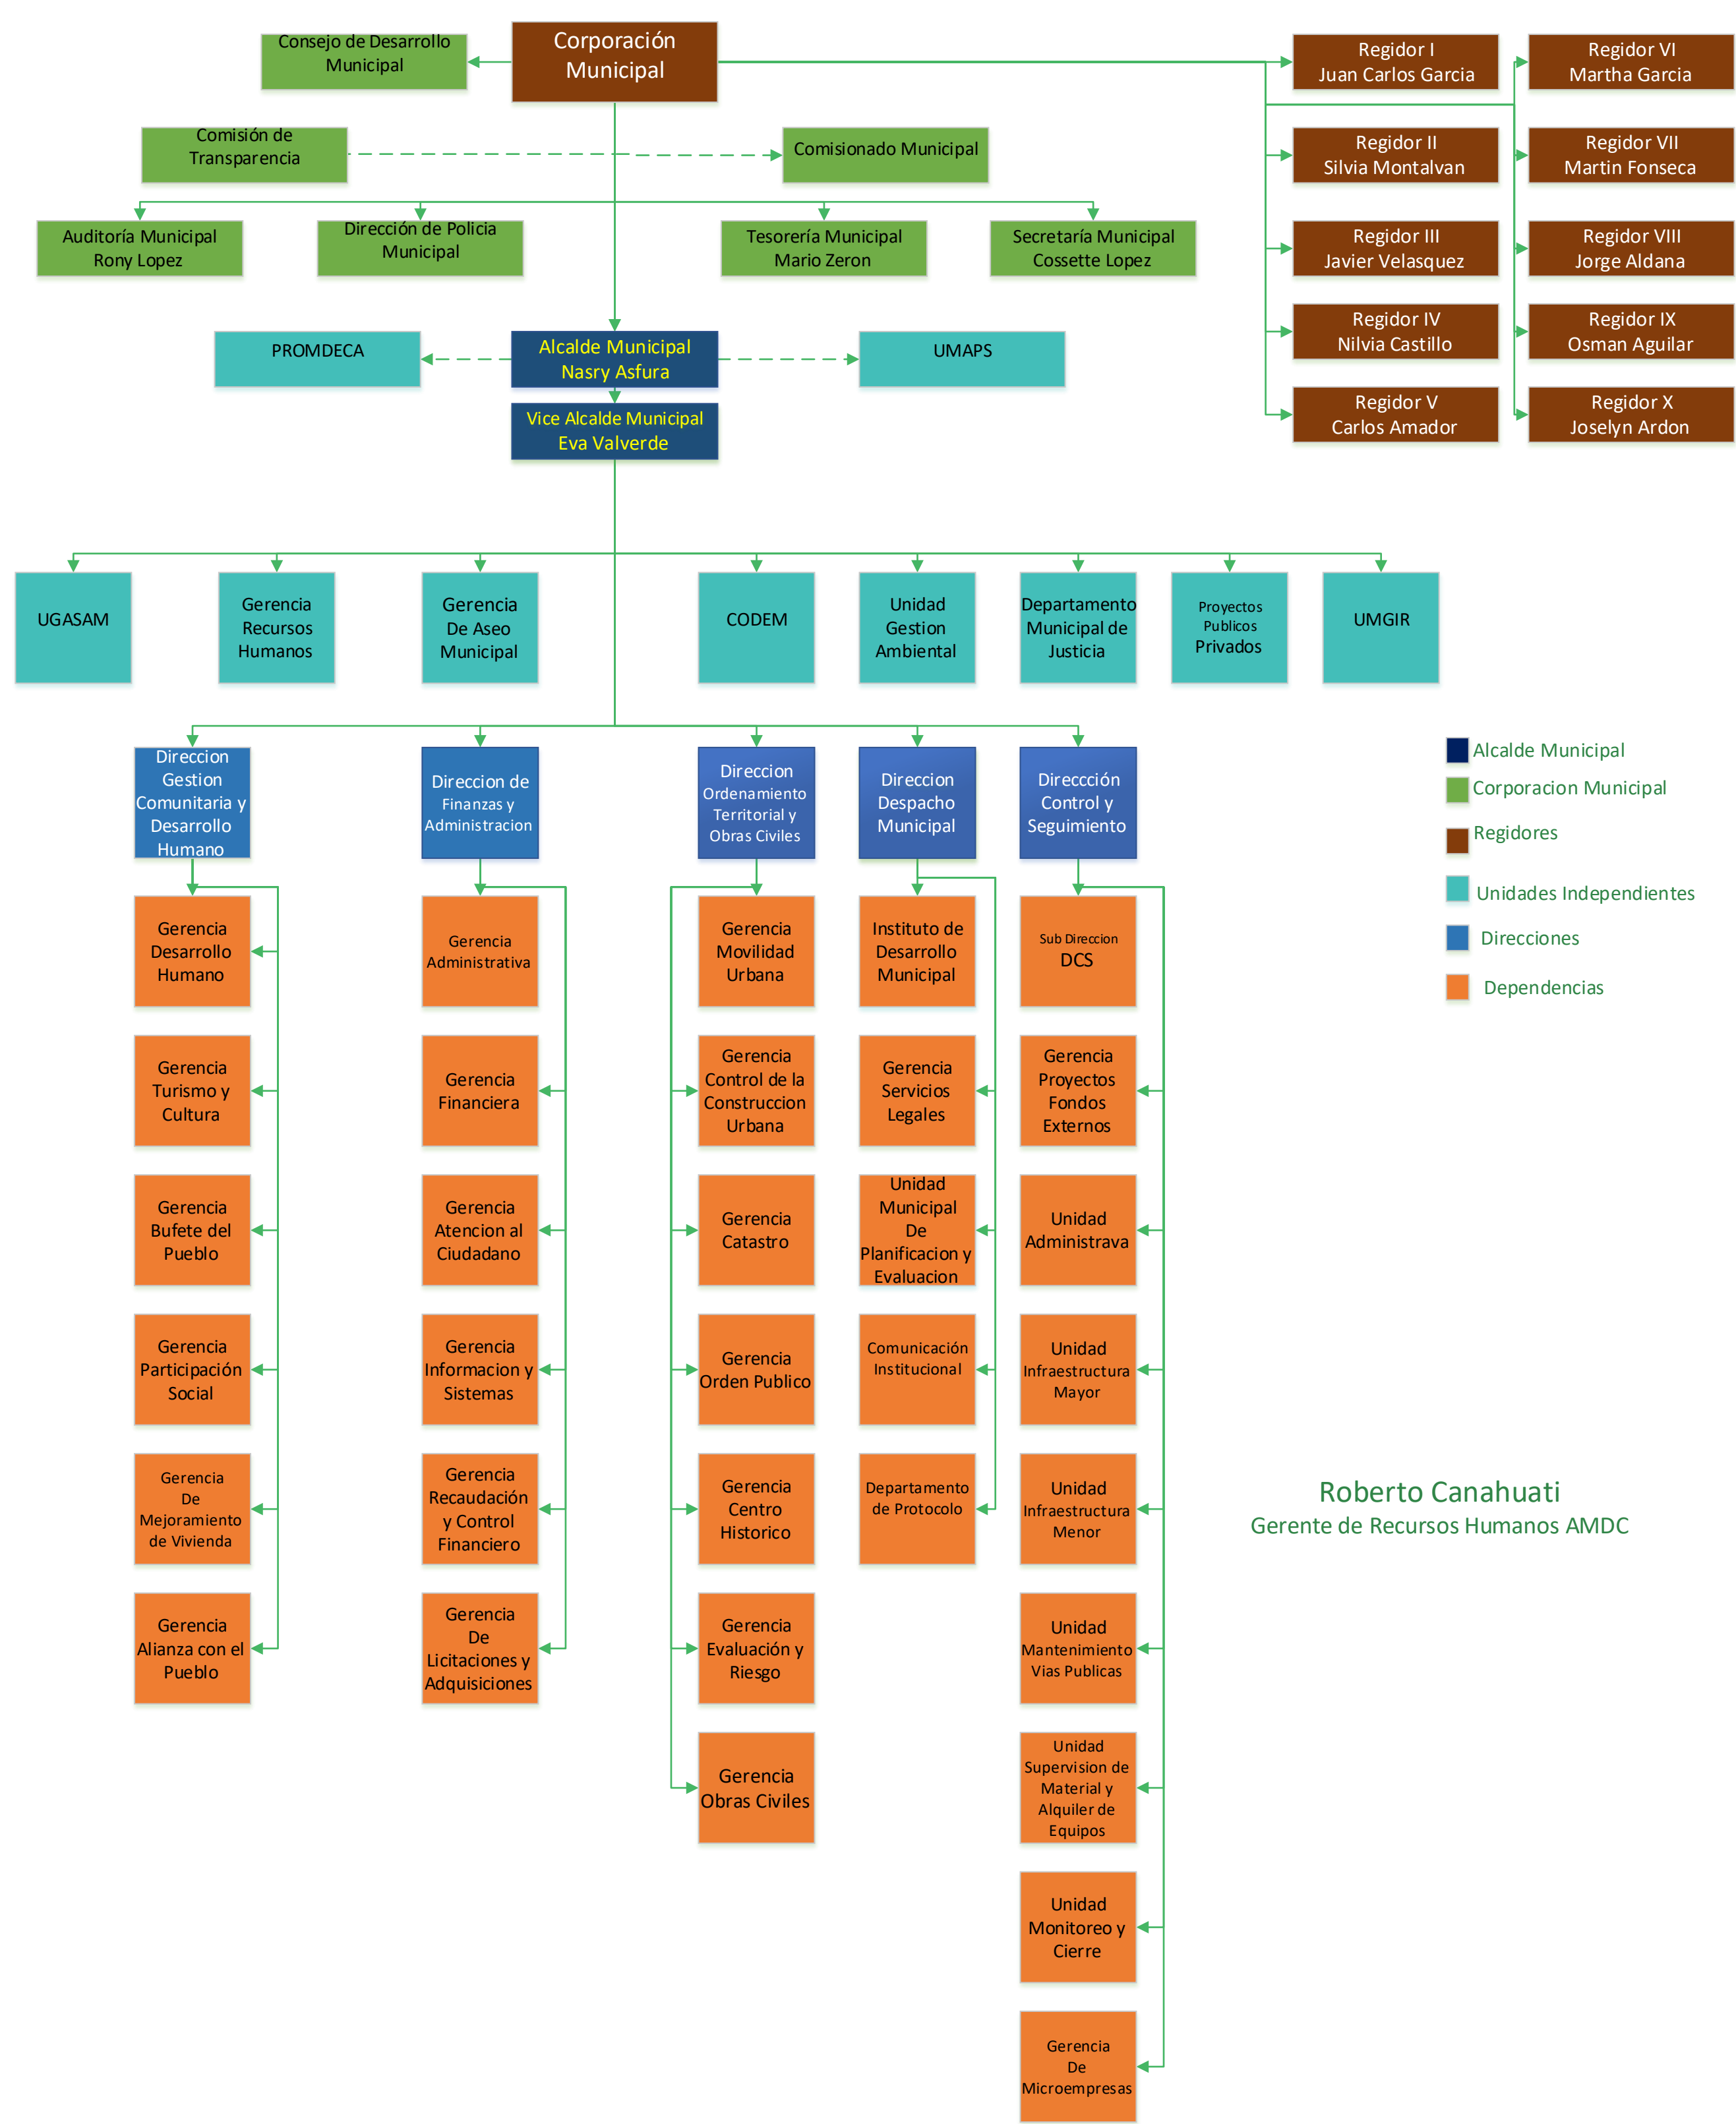 Consejo de Desarrollo
Municipal
Corporación
Municipal
Regidor I
Juan Carlos Garcia
Regidor VI
Martha Garcia
Comisión de
Transparencia
Comisionado Municipal
Regidor II
Silvia Montalvan
Regidor VII
Martin Fonseca
Auditoría Municipal
Rony Lopez
Dirección de Policia
Municipal
Tesorería Municipal
Mario Zeron
Secretaría Municipal
Cossette Lopez
Regidor III
Javier Velasquez
Regidor VIII
Jorge Aldana
Regidor IV
Nilvia Castillo
Regidor IX
Osman Aguilar
PROMDECA
Alcalde Municipal
Nasry Asfura
UMAPS
Vice Alcalde Municipal
Eva Valverde
Regidor V
Carlos Amador
Regidor X
Joselyn Ardon
UGASAM
Gerencia
Recursos
Humanos
Gerencia
De Aseo
Municipal
CODEM
Unidad
Gestion
Ambiental
Departamento
Municipal de
Justicia
Proyectos
Publicos
Privados
UMGIR
Direccion
Gestion
Comunitaria y
Desarrollo
Humano
Direccion de
Finanzas y
Administracion
Direccion
Ordenamiento
Territorial y
Obras Civiles
Direccion
Despacho
Municipal
Direccción
Control y
Seguimiento
Alcalde Municipal
Corporacion Municipal
Regidores
Unidades Independientes
Direcciones
Dependencias
Gerencia
Desarrollo
Humano
Gerencia
Administrativa
Gerencia
Movilidad
Urbana
Instituto de
Desarrollo
Municipal
Sub Direccion
DCS
Gerencia
Turismo y
Cultura
Gerencia
Financiera
Gerencia
Control de la
Construccion
Urbana
Gerencia
Servicios
Legales
Gerencia
Proyectos
Fondos
Externos
Gerencia
Bufete del
Pueblo
Gerencia
Atencion al
Ciudadano
Gerencia
Catastro
Unidad
Municipal
De
Planificacion y
Evaluacion
Unidad
Administrava
Gerencia
Participación
Social
Gerencia
Informacion y
Sistemas
Gerencia
Orden Publico
Comunicación
Institucional
Unidad
Infraestructura
Mayor
Gerencia
De
Mejoramiento
de Vivienda
Gerencia
Recaudación
y Control
Financiero
Gerencia
Centro
Historico
Departamento
de Protocolo
Unidad
Infraestructura
Menor
Roberto Canahuati
Gerente de Recursos Humanos AMDC
Gerencia
Alianza con el
Pueblo
Gerencia
De
Licitaciones y
Adquisiciones
Gerencia
Evaluación y
Riesgo
Unidad
Mantenimiento
Vias Publicas
Gerencia
Obras Civiles
Unidad
Supervision de
Material y
Alquiler de
Equipos
Unidad
Monitoreo y
Cierre
Gerencia
De
Microempresas